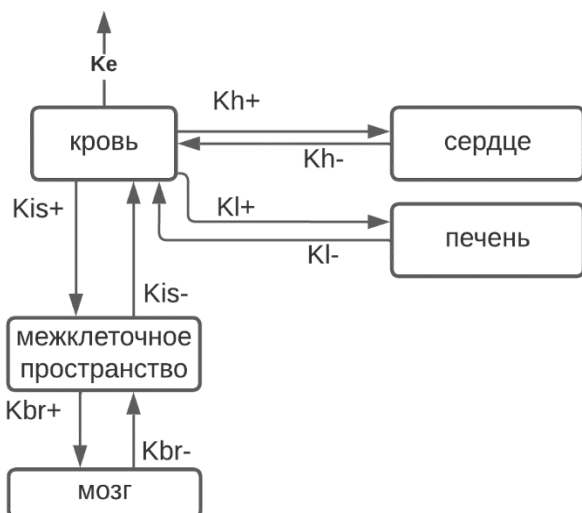 Ke
Kh+
кровь
сердце
Kh-
Kis+
Kl+
печень
Kl-
Kis-
межклеточное
пространство
Kbr+
Kbr-
мозг